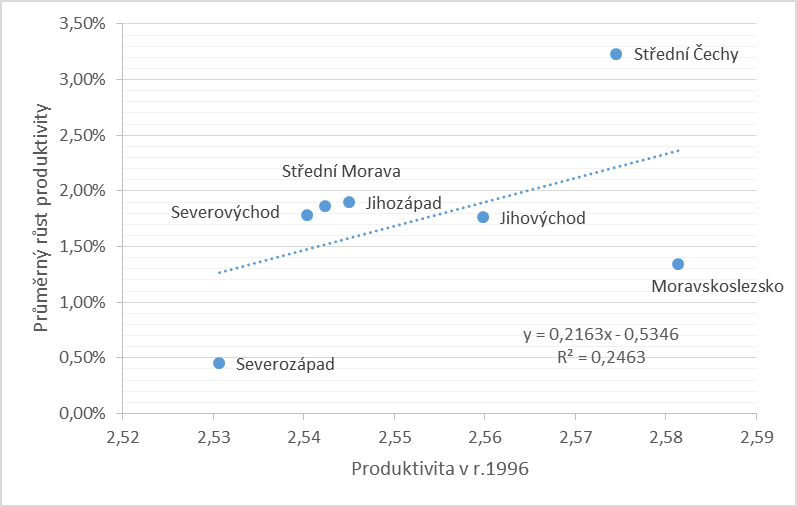 3,50%
3,00%
2,50%
2,00%
1,50%
1,00%
0,50%
0,00%
Průměrný růst produktivity
Střední Čechy
Střední Morava
Severovýchod
Jihozápad
Jihovýchod
Moravskoslezsko
Severozápad
y = 0,2163x - 0,5346
R² = 0,2463
2,52 2,53 2,54 2,55 2,56 2,57 2,58 2,59
Produktivita v r.1996